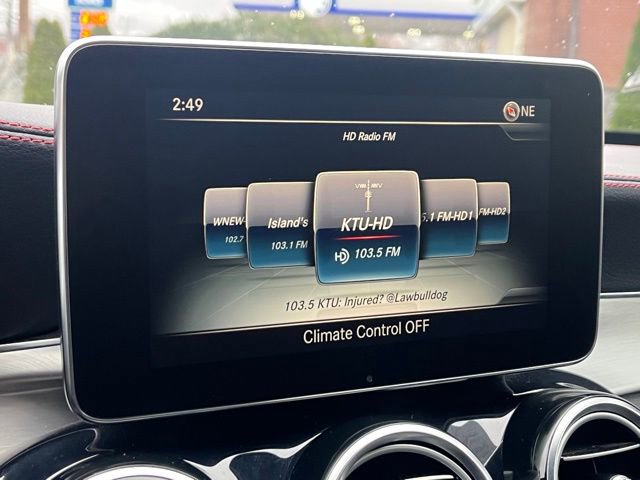 2:49
NE
HD Radio FM
WNEW-
102.7
Island's
103.1 FM
KTU-HD
HD 103.5 FM
5.1 FM-HD1
FM-HD2
103.5 KTU: Injured? @Lawbulldog
Climate Control OFF